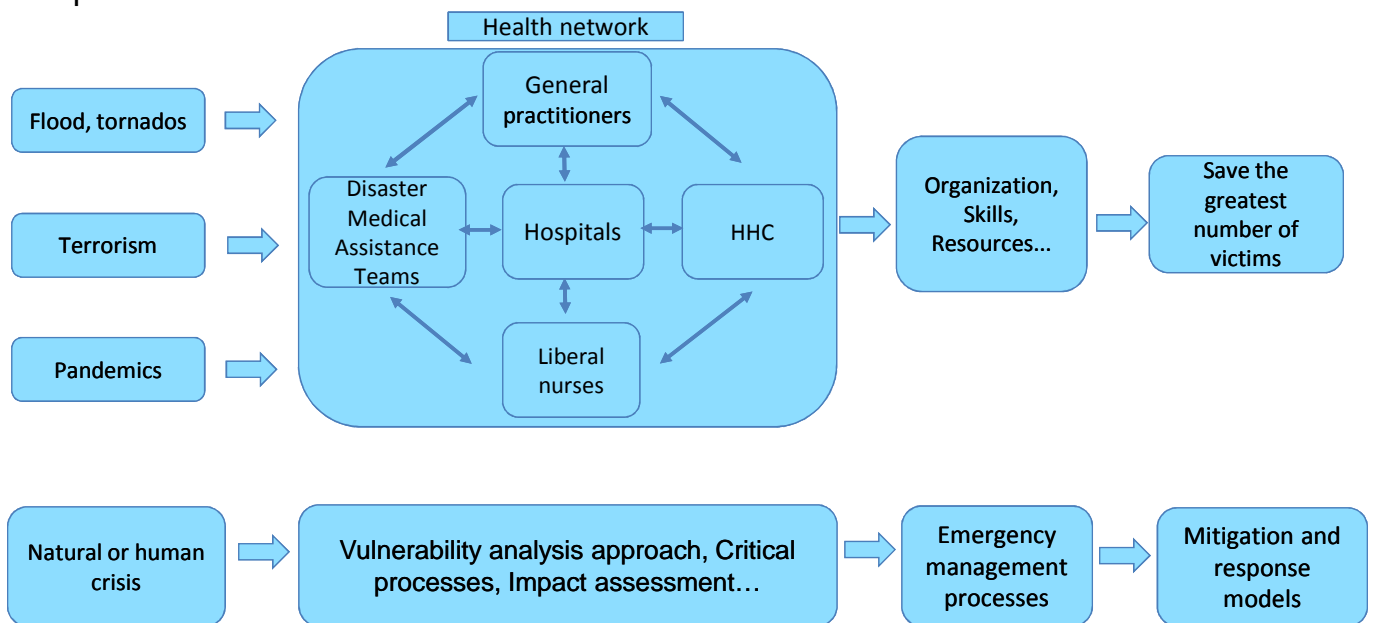 Health network
General
practitioners
Flood, tornados
Disaster
Medical
Assistance
Teams
Hospitals
HHC
Organization,
Skills,
Resources...
Save the
greatest
number of
victims
Terrorism
Pandemics
Liberal
nurses
Natural or human
crisis
Vulnerability analysis approach, Critical
processes, Impact assessment…
Emergency
management
processes
Mitigation and
response
models